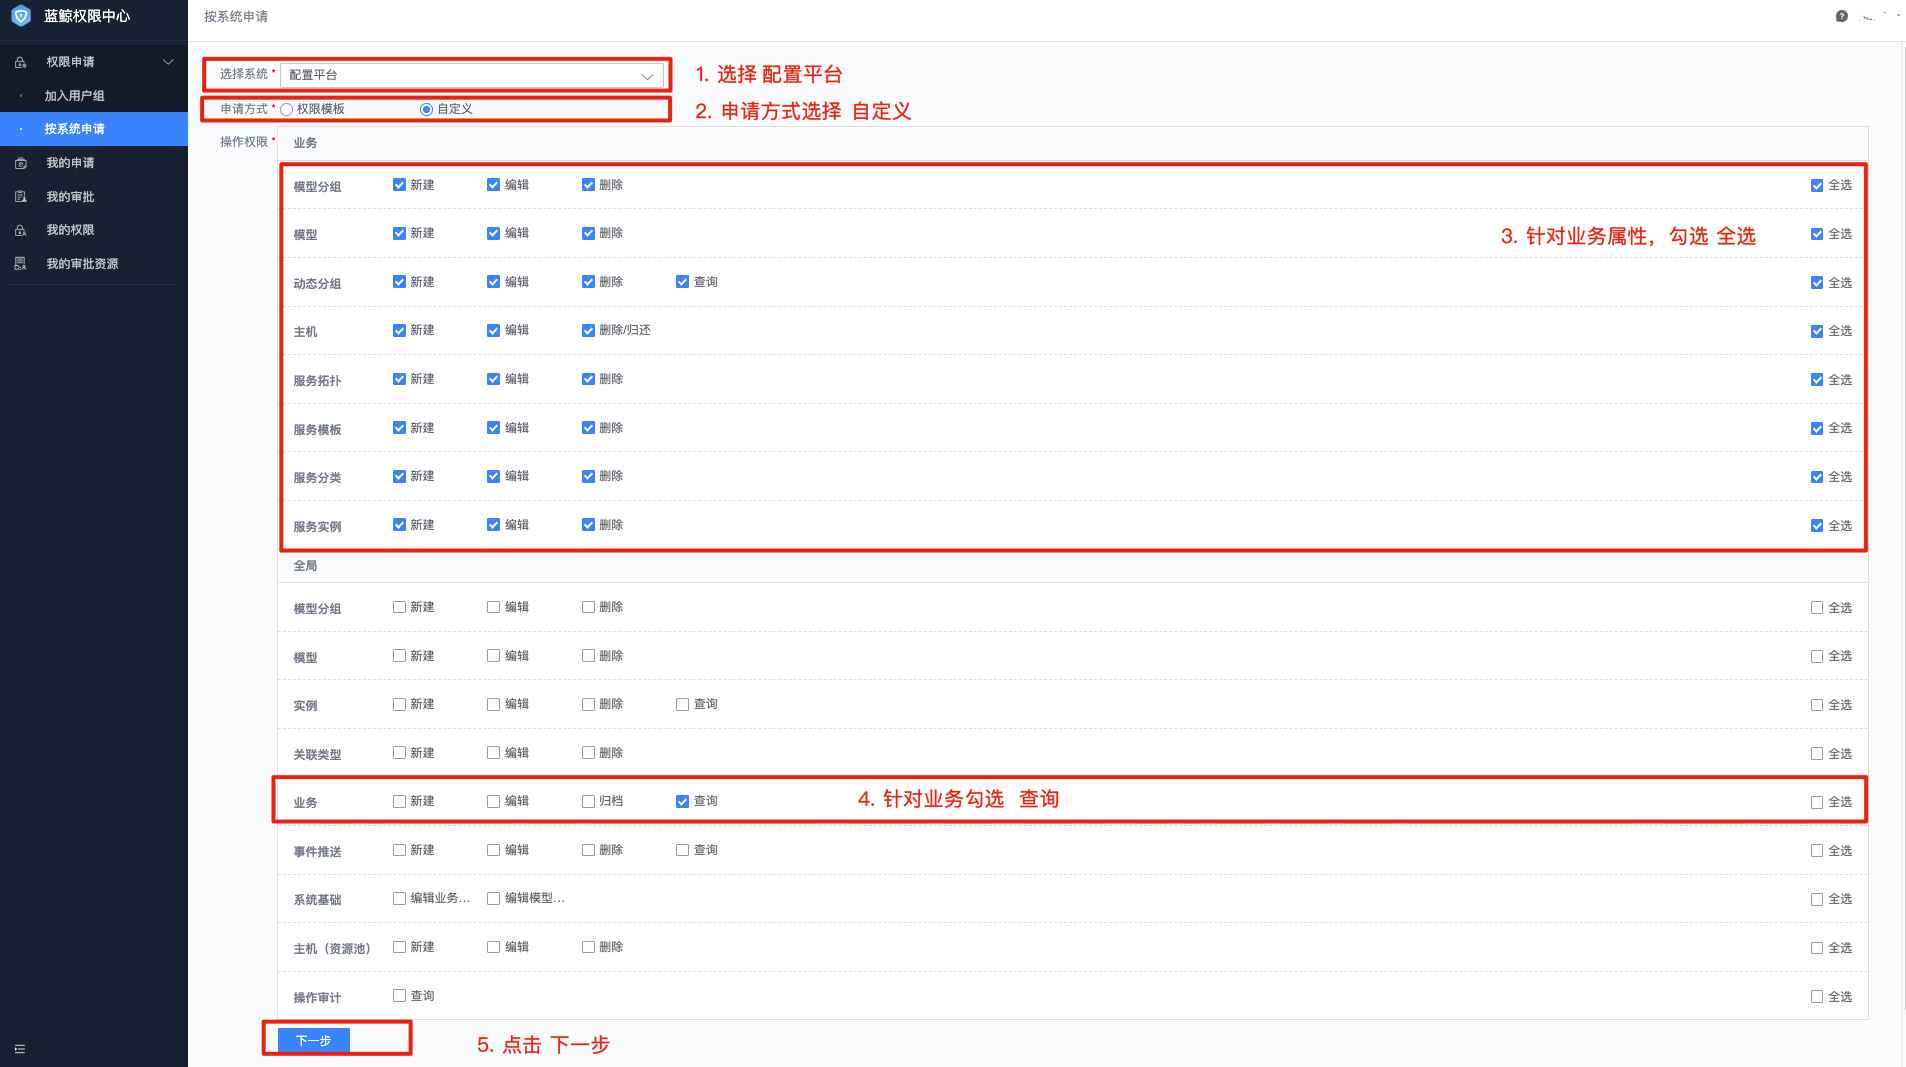 蓝鲸权限中心
按系统申请
权限申请
加入用户组
按系统申请
我的申请
我的审批
我的权限
我的审批资源
选择系统 * 配置平台
1. 选择 配置平台
申请方式 * 权限模板 自定义
2. 申请方式选择 自定义
操作权限 * 业务
模型分组 新建 编辑 删除 全选
模型 新建 编辑 删除 全选
3. 针对业务属性，勾选 全选
动态分组 新建 编辑 删除 查询 全选
主机 新建 编辑 删除/归还 全选
服务拓扑 新建 编辑 删除 全选
服务模板 新建 编辑 删除 全选
服务分类 新建 编辑 删除 全选
服务实例 新建 编辑 删除 全选
全局
模型分组 新建 编辑 删除 全选
模型 新建 编辑 删除 全选
实例 新建 编辑 删除 查询 全选
关联类型 新建 编辑 删除 全选
业务 新建 编辑 归档 查询 全选
4. 针对业务勾选 查询
事件推送 新建 编辑 删除 查询 全选
系统基础 编辑业务... 编辑模型... 全选
主机（资源池） 新建 编辑 删除 全选
操作审计 查询 全选
下一步
5. 点击 下一步